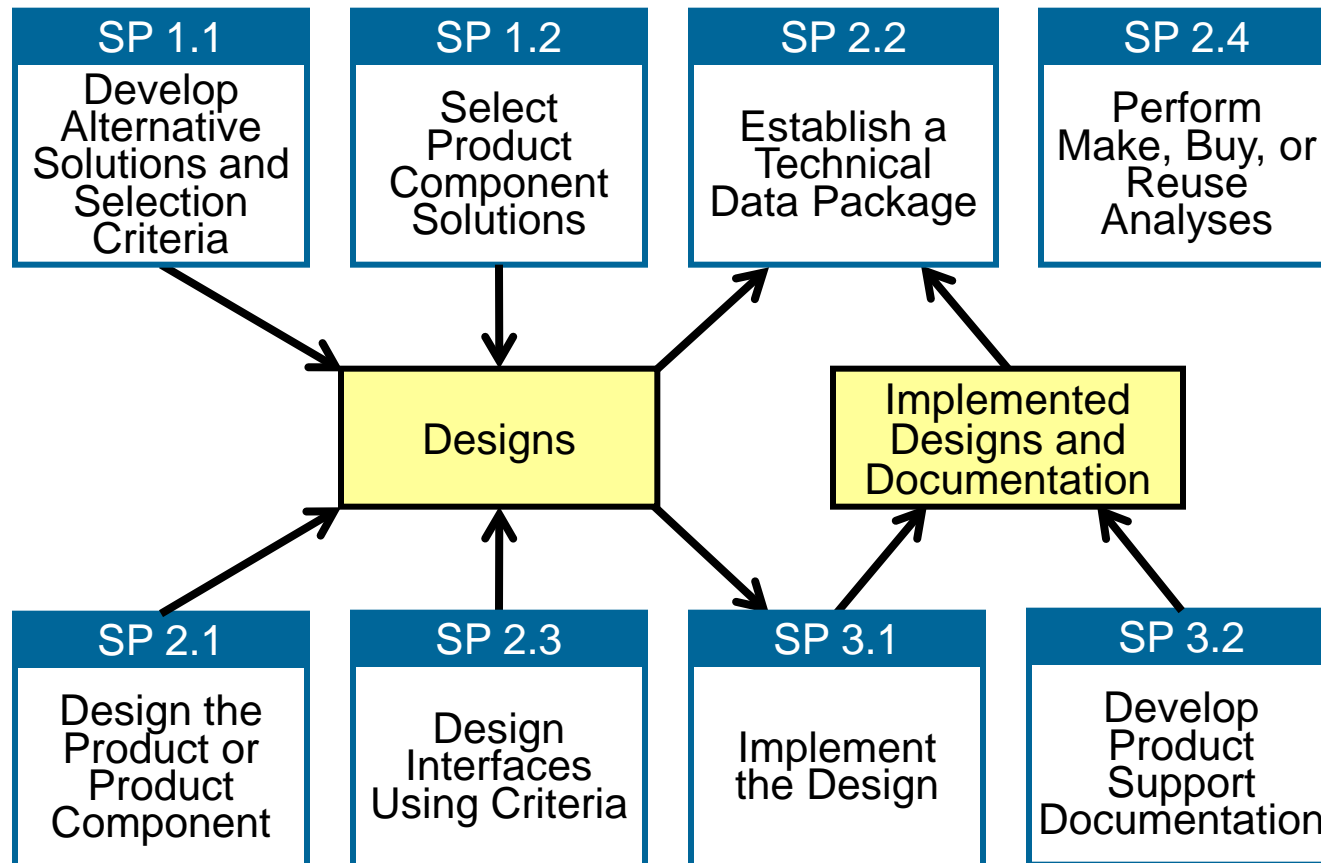 SP 1.1
Develop
Alternative
Solutions and
Selection
Criteria
SP 1.2
Select
Product
Component
Solutions
SP 2.2
Establish a
Technical
Data Package
SP 2.4
Perform
Make, Buy, or
Reuse
Analyses
Designs
Implemented
Designs and
Documentation
SP 2.1
Design the
Product or
Product
Component
SP 2.3
Design
Interfaces
Using Criteria
SP 3.1
Implement
the Design
SP 3.2
Develop
Product
Support
Documentation